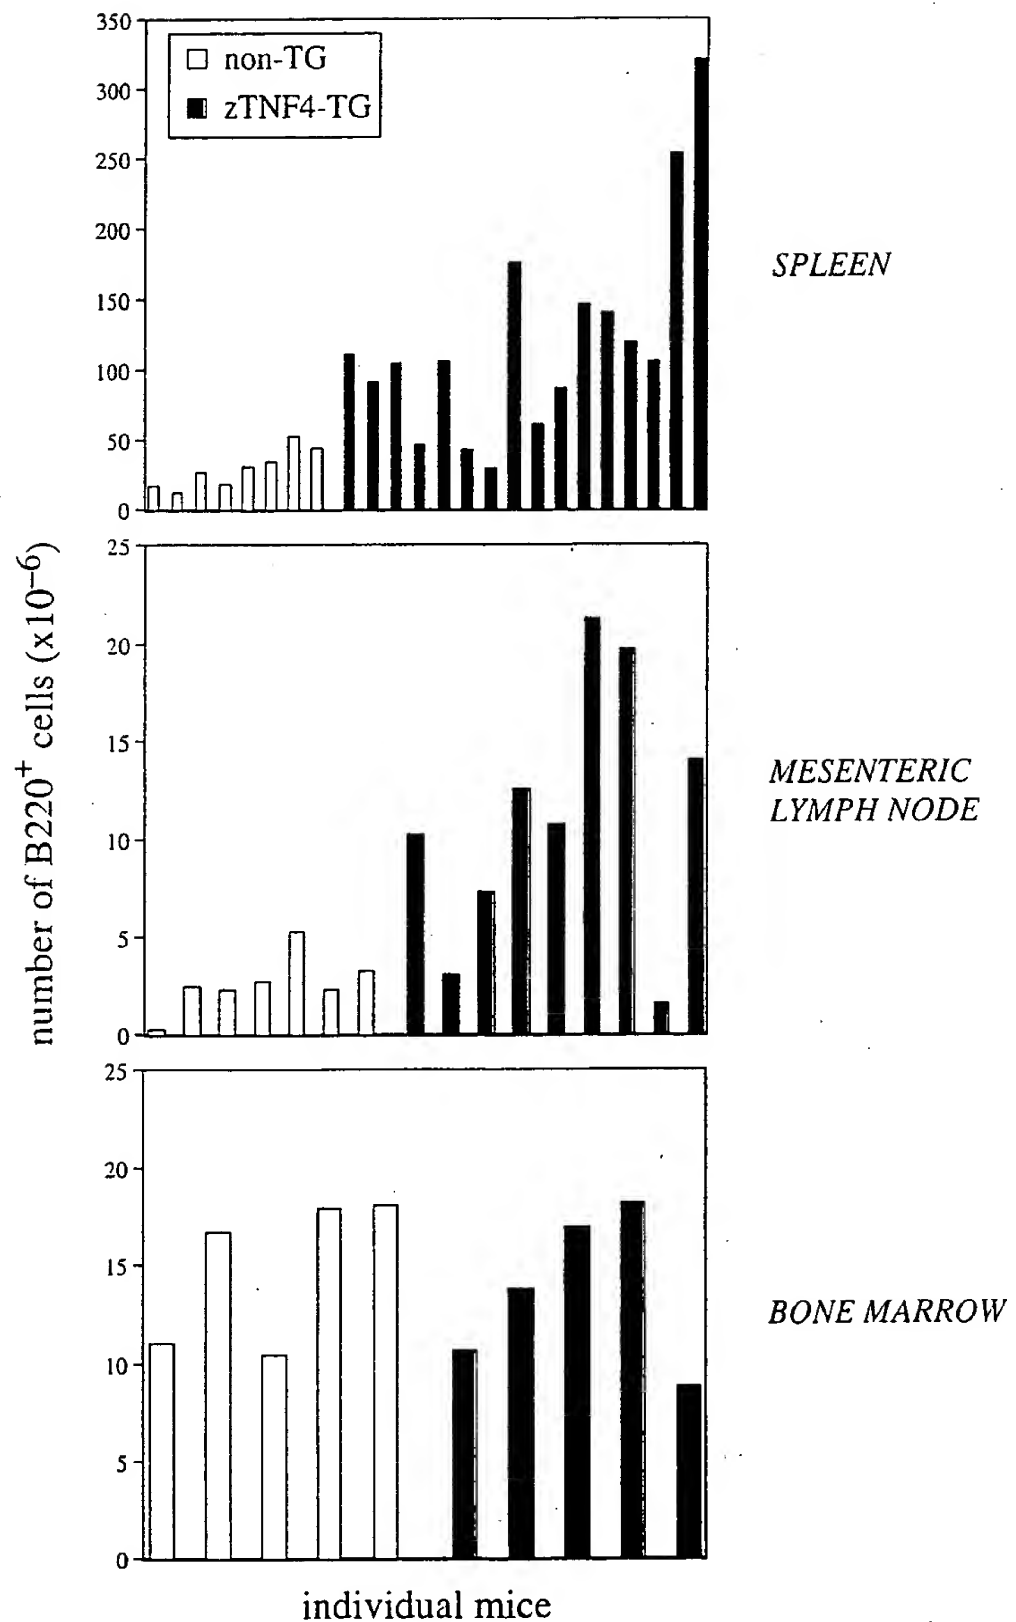 350
300
250
200
150
100
50
0
non-TG
zTNF4-TG
SPLEEN
number of B220+ cells (x10−6)
25
20
15
10
5
0
MESENTERIC
LYMPH NODE
25
20
15
10
5
0
BONE MARROW
individual mice